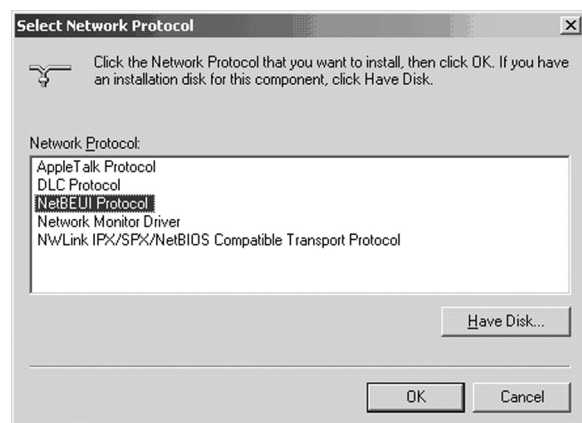 Select Network Protocol
Click the Network Protocol that you want to install, then click OK. If you have
an installation disk for this component, click Have Disk.
Network Protocol:
AppleTalk Protocol
DLC Protocol
NetBEUI Protocol
Network Monitor Driver
NWLink IPX/SPX/NetBIOS Compatible Transport Protocol
Have Disk...
OK
Cancel